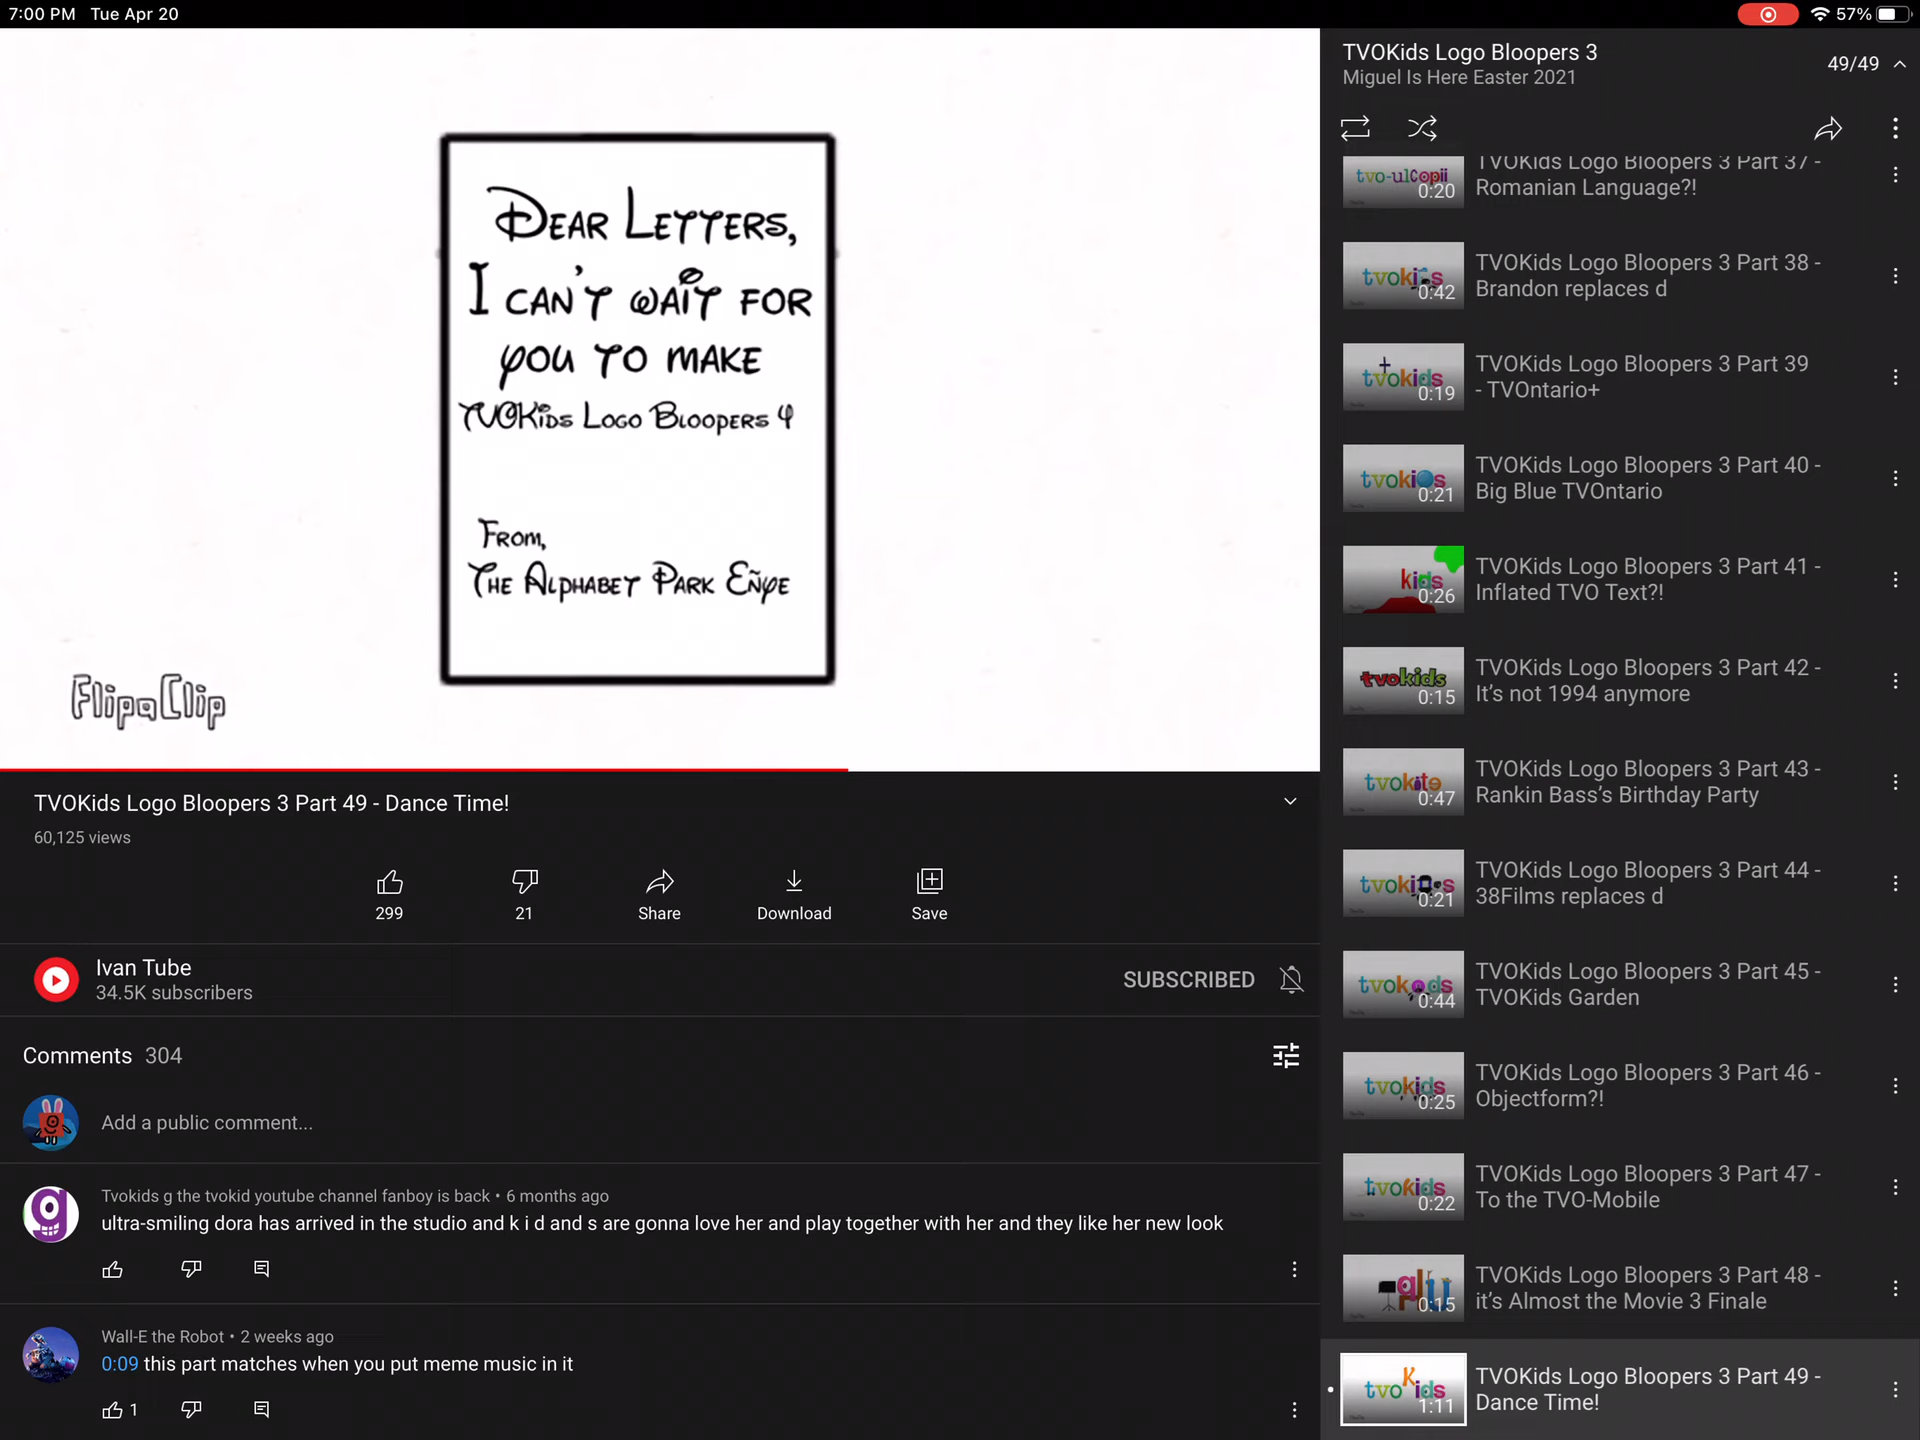 7:00 PM Tue Apr 20
57%
Dear Letters,
I can't wait for
you to make
TVOKids Logo Bloopers 4
From,
The Alphabet Park Eñye
FlipaClip
TVOKids Logo Bloopers 3 Part 49 - Dance Time!
60,125 views
299
21
Share
Download
Save
Ivan Tube
34.5K subscribers
SUBSCRIBED
Comments 304
Add a public comment...
Tvokids g the tvokid youtube channel fanboy is back • 6 months ago
ultra-smiling dora has arrived in the studio and k i d and s are gonna love her and play together with her and they like her new look
Wall-E the Robot • 2 weeks ago
0:09 this part matches when you put meme music in it
1
TVOKids Logo Bloopers 3
Miguel Is Here Easter 2021
49/49
tvo-ulcopii
0:20
TVOKids Logo Bloopers 3 Part 37 -
Romanian Language?!
0:42
TVOKids Logo Bloopers 3 Part 38 -
Brandon replaces d
tvokids
0:19
TVOKids Logo Bloopers 3 Part 39
- TVOntario+
0:21
TVOKids Logo Bloopers 3 Part 40 -
Big Blue TVOntario
kids
0:26
TVOKids Logo Bloopers 3 Part 41 -
Inflated TVO Text?!
tvokids
0:15
TVOKids Logo Bloopers 3 Part 42 -
It's not 1994 anymore
0:47
TVOKids Logo Bloopers 3 Part 43 -
Rankin Bass's Birthday Party
0:21
TVOKids Logo Bloopers 3 Part 44 -
38Films replaces d
0:44
TVOKids Logo Bloopers 3 Part 45 -
TVOKids Garden
tvokids
0:25
TVOKids Logo Bloopers 3 Part 46 -
Objectform?!
tvokids
0:22
TVOKids Logo Bloopers 3 Part 47 -
To the TVO-Mobile
0:15
TVOKids Logo Bloopers 3 Part 48 -
it's Almost the Movie 3 Finale
tvokids
1:11
TVOKids Logo Bloopers 3 Part 49 -
Dance Time!